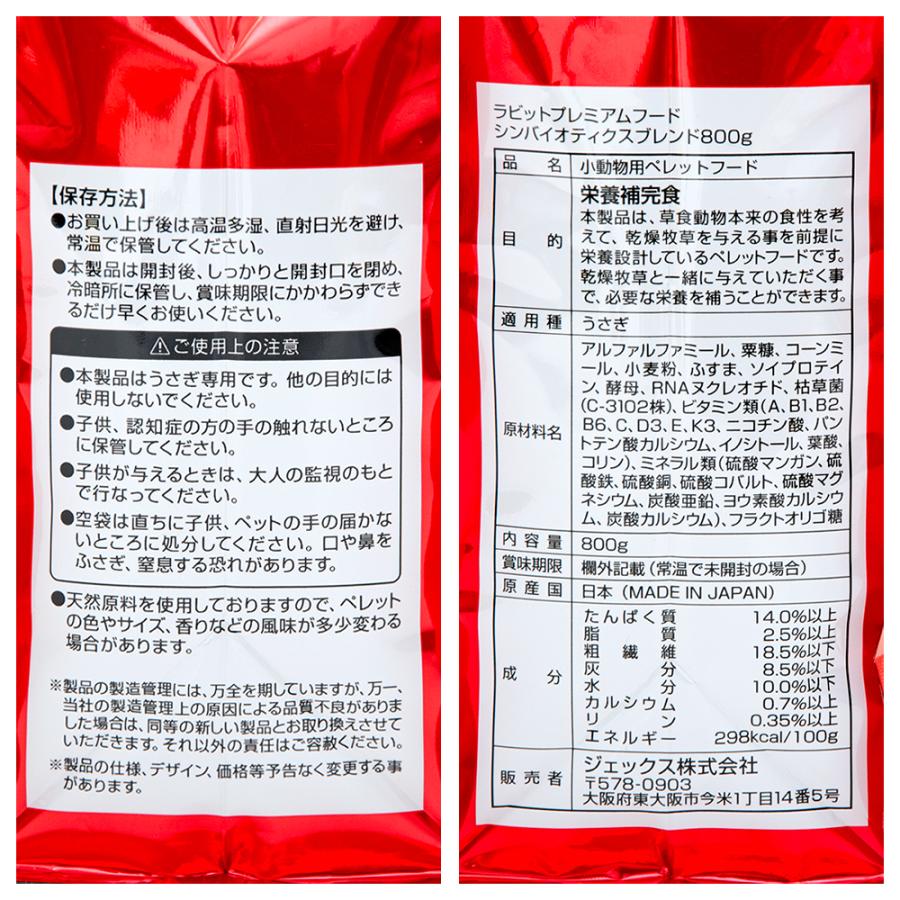 【保存方法】
●お買い上げ後は高温多湿、直射日光を避け、
常温で保管してください。
●本製品は開封後、しっかりと開封口を閉め、
冷暗所に保管し、賞味期限にかかわらずでき
るだけ早くお使いください。
⚠ご使用上の注意
●本製品はうさぎ専用です。他の目的には
使用しないでください。
●子供、認知症の方の手の触れないところ
に保管してください。
●子供が与えるときは、大人の監視のもと
で行なってください。
●空袋は直ちに子供、ペットの手の届かな
いところに処分してください。口や鼻を
ふさぎ、窒息する恐れがあります。
●天然原料を使用しておりますので、ペレット
の色やサイズ、香りなどの風味が多少変わる
場合があります。
※製品の製造管理には、万全を期していますが、万一、
当社の製造管理上の原因による品質不良がありま
した場合は、同等の新しい製品とお取り換えさせて
いただきます。それ以外の責任はご容赦ください。
※製品の仕様、デザイン、価格等予告なく変更する事
があります。
ラビットプレミアムフード
シンバイオティクスブレンド800g
品名 小動物用ペレットフード
目的 栄養補完食
本製品は、草食動物本来の食性を考
えて、乾燥牧草を与える事を前提に
栄養設計しているペレットフードです。
乾燥牧草と一緒に与えていただく事
で、必要な栄養を補うことができます。
適用種 うさぎ
原材料名 アルファルファミール、粟糠、コーンミ
ール、小麦粉、ふすま、ソイプロテイ
ン、酵母、RNAヌクレオチド、枯草菌
(C-3102株)、ビタミン類(A、B1、B2、
B6、C、D3、E、K3、ニコチン酸、パン
トテン酸カルシウム、イノシトール、葉酸、
コリン)、ミネラル類(硫酸マンガン、硫
酸鉄、硫酸銅、硫酸コバルト、硫酸マグ
ネシウム、炭酸亜鉛、ヨウ素酸カルシウ
ム、炭酸カルシウム)、フラクトオリゴ糖
内容量 800g
賞味期限 欄外記載(常温で未開封の場合)
原産国 日本(MADE IN JAPAN)
成分 たんぱく質 14.0%以上
脂質 2.5%以上
粗繊維 18.5%以下
灰分 8.5%以下
水分 10.0%以下
カルシウム 0.7%以上
リン 0.35%以上
エネルギー 298kcal/100g
販売者 ジェックス株式会社
〒578-0903
大阪府東大阪市今米1丁目14番5号